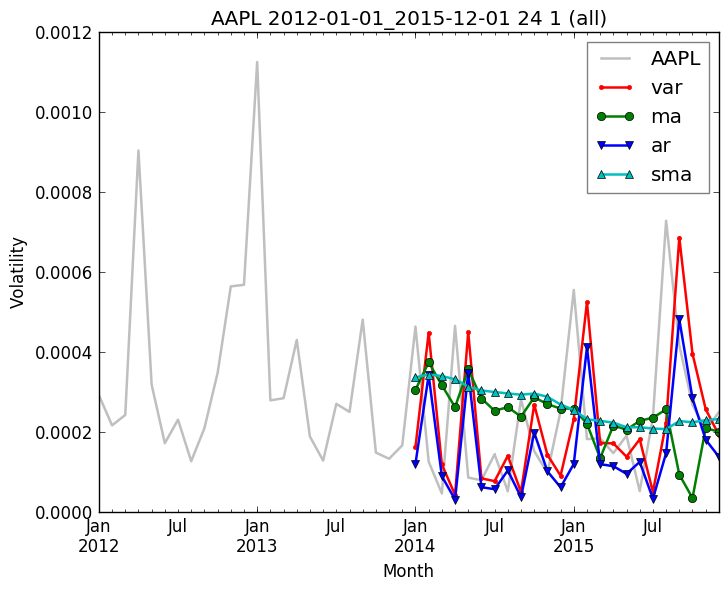 AAPL 2012-01-01_2015-12-01 24 1 (all)
0.0012
0.0010
0.0008
0.0006
0.0004
0.0002
0.0000
Volatility
AAPL
var
ma
ar
sma
Jan Jul Jan Jul Jan Jul Jan Jul
2012 2013 2014 2015
Month